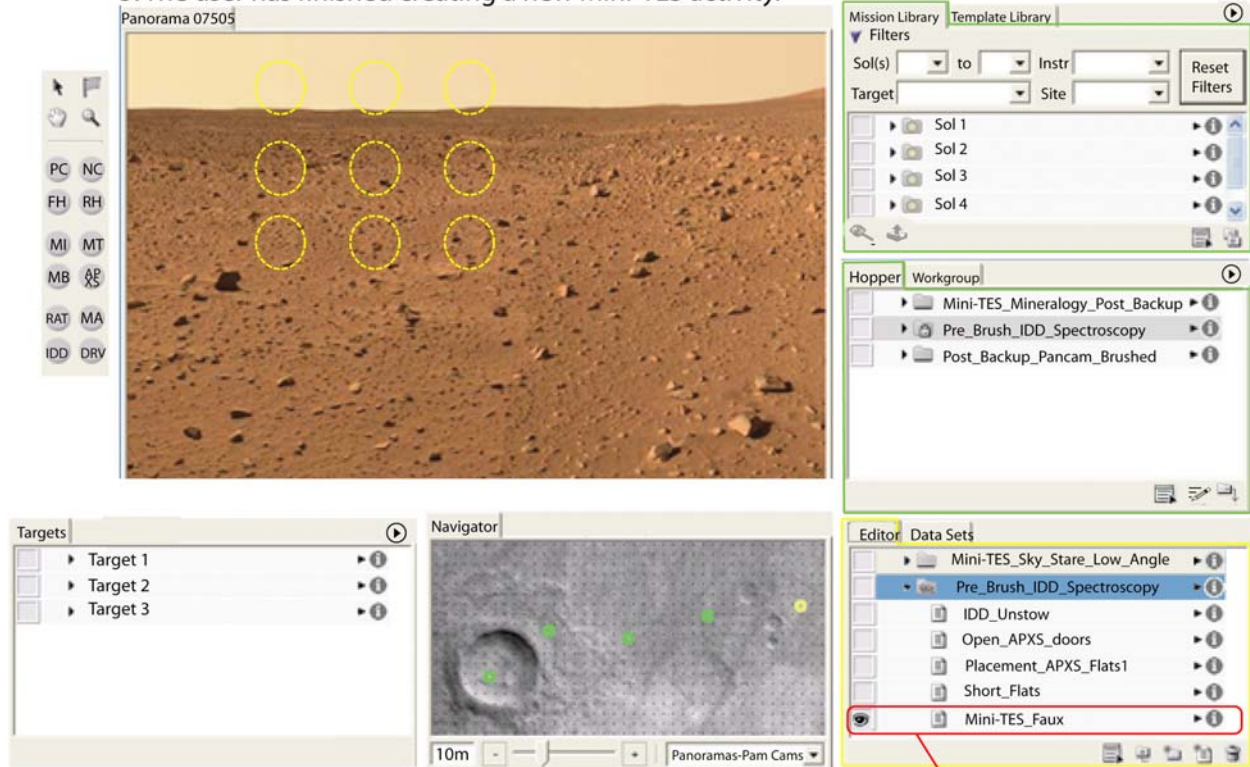 Panorama 07505
PC NC
FH RH
MI MT
MB APXS
RAT MA
IDD DRV
Mission Library Template Library
Filters
Sol(s) to Instr
Reset
Filters
Target Site
Sol 1
Sol 2
Sol 3
Sol 4
Hopper Workgroup
Mini-TES_Mineralogy_Post_Backup
Pre_Brush_IDD_Spectroscopy
Post_Backup_Pancam_Brushed
Targets
Target 1
Target 2
Target 3
Navigator
10m - + Panoramas-Pam Cams
Editor Data Sets
Mini-TES_Sky_Stare_Low_Angle
Pre_Brush_IDD_Spectroscopy
IDD_Unstow
Open_APXS_doors
Placement_APXS_Flats1
Short_Flats
Mini-TES_Faux